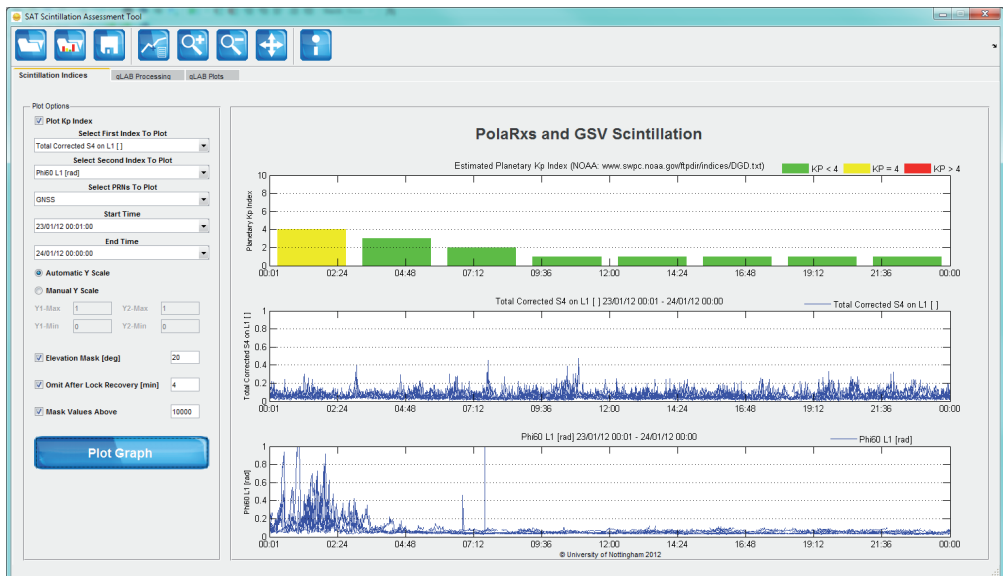 SAT Scintillation Assessment Tool
Scintillation Indices
gLAB Processing
gLAB Plots
Plot Options
Plot Kp Index
Select First Index To Plot
Total Corrected S4 on L1 [ ]
Select Second Index To Plot
Phi60 L1 [rad]
Select PRNs To Plot
GNSS
Start Time
23/01/12 00:01:00
End Time
24/01/12 00:00:00
Automatic Y Scale
Manual Y Scale
Y1-Max 1 Y2-Max 1
Y1-Min 0 Y2-Min 0
Elevation Mask [deg] 20
Omit After Lock Recovery [min] 4
Mask Values Above 10000
Plot Graph
PolaRxs and GSV Scintillation
Estimated Planetary Kp Index (NOAA: www.swpc.noaa.gov/ftpdir/indices/DGD.txt)
KP < 4 KP = 4 KP > 4
Planetary Kp Index
10
8
6
4
2
0
00:01 02:24 04:48 07:12 09:36 12:00 14:24 16:48 19:12 21:36 00:00
Total Corrected S4 on L1 [ ] 23/01/12 00:01 - 24/01/12 00:00
Total Corrected S4 on L1 [ ]
Total Corrected S4 on L1 [ ]
1
0.8
0.6
0.4
0.2
0
00:01 02:24 04:48 07:12 09:36 12:00 14:24 16:48 19:12 21:36 00:00
Phi60 L1 [rad] 23/01/12 00:01 - 24/01/12 00:00
Phi60 L1 [rad]
Phi60 L1 [rad]
1
0.8
0.6
0.4
0.2
0
00:01 02:24 04:48 07:12 09:36 12:00 14:24 16:48 19:12 21:36 00:00
© University of Nottingham 2012